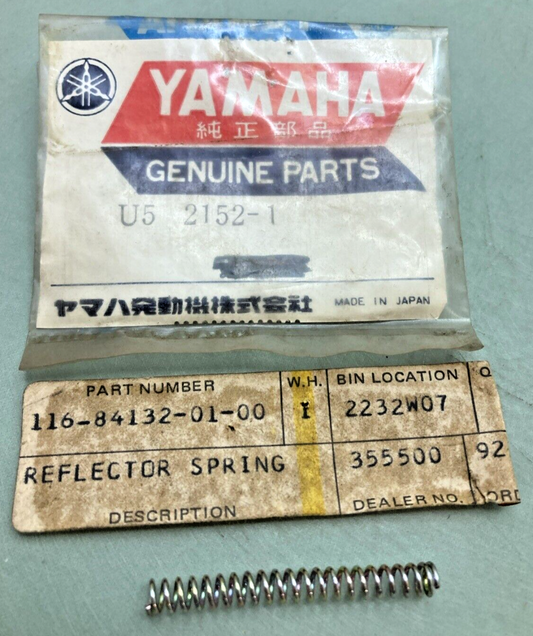 YAMAHA
純正部品
GENUINE PARTS
U5 2152-1
ヤマハ発動機株式会社 MADE IN JAPAN
PART NUMBER W.H. BIN LOCATION
116-84132-01-00 I 2232W07
REFLECTOR SPRING 355500 92
DESCRIPTION DEALER NO.